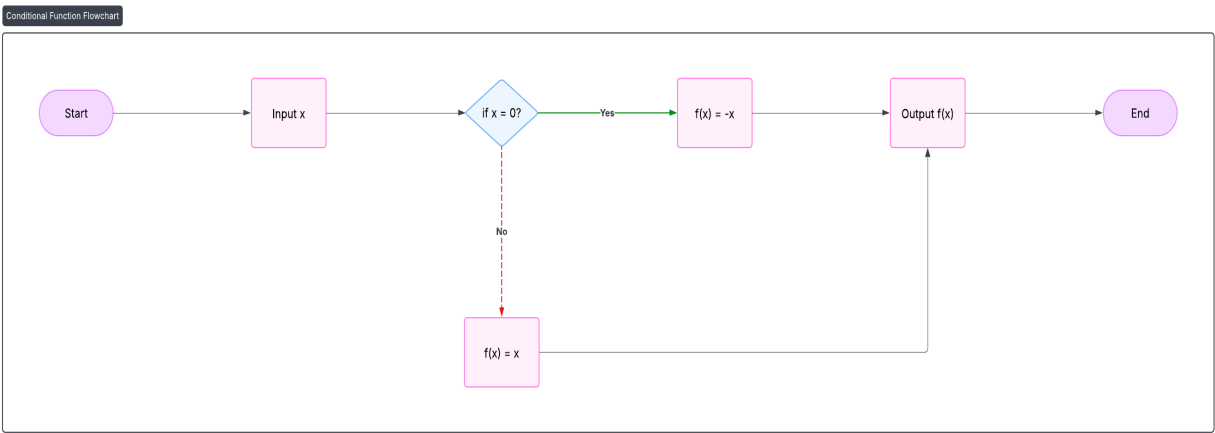 Conditional Function Flowchart
Start
Input x
if x = 0?
Yes
f(x) = -x
Output f(x)
End
No
f(x) = x